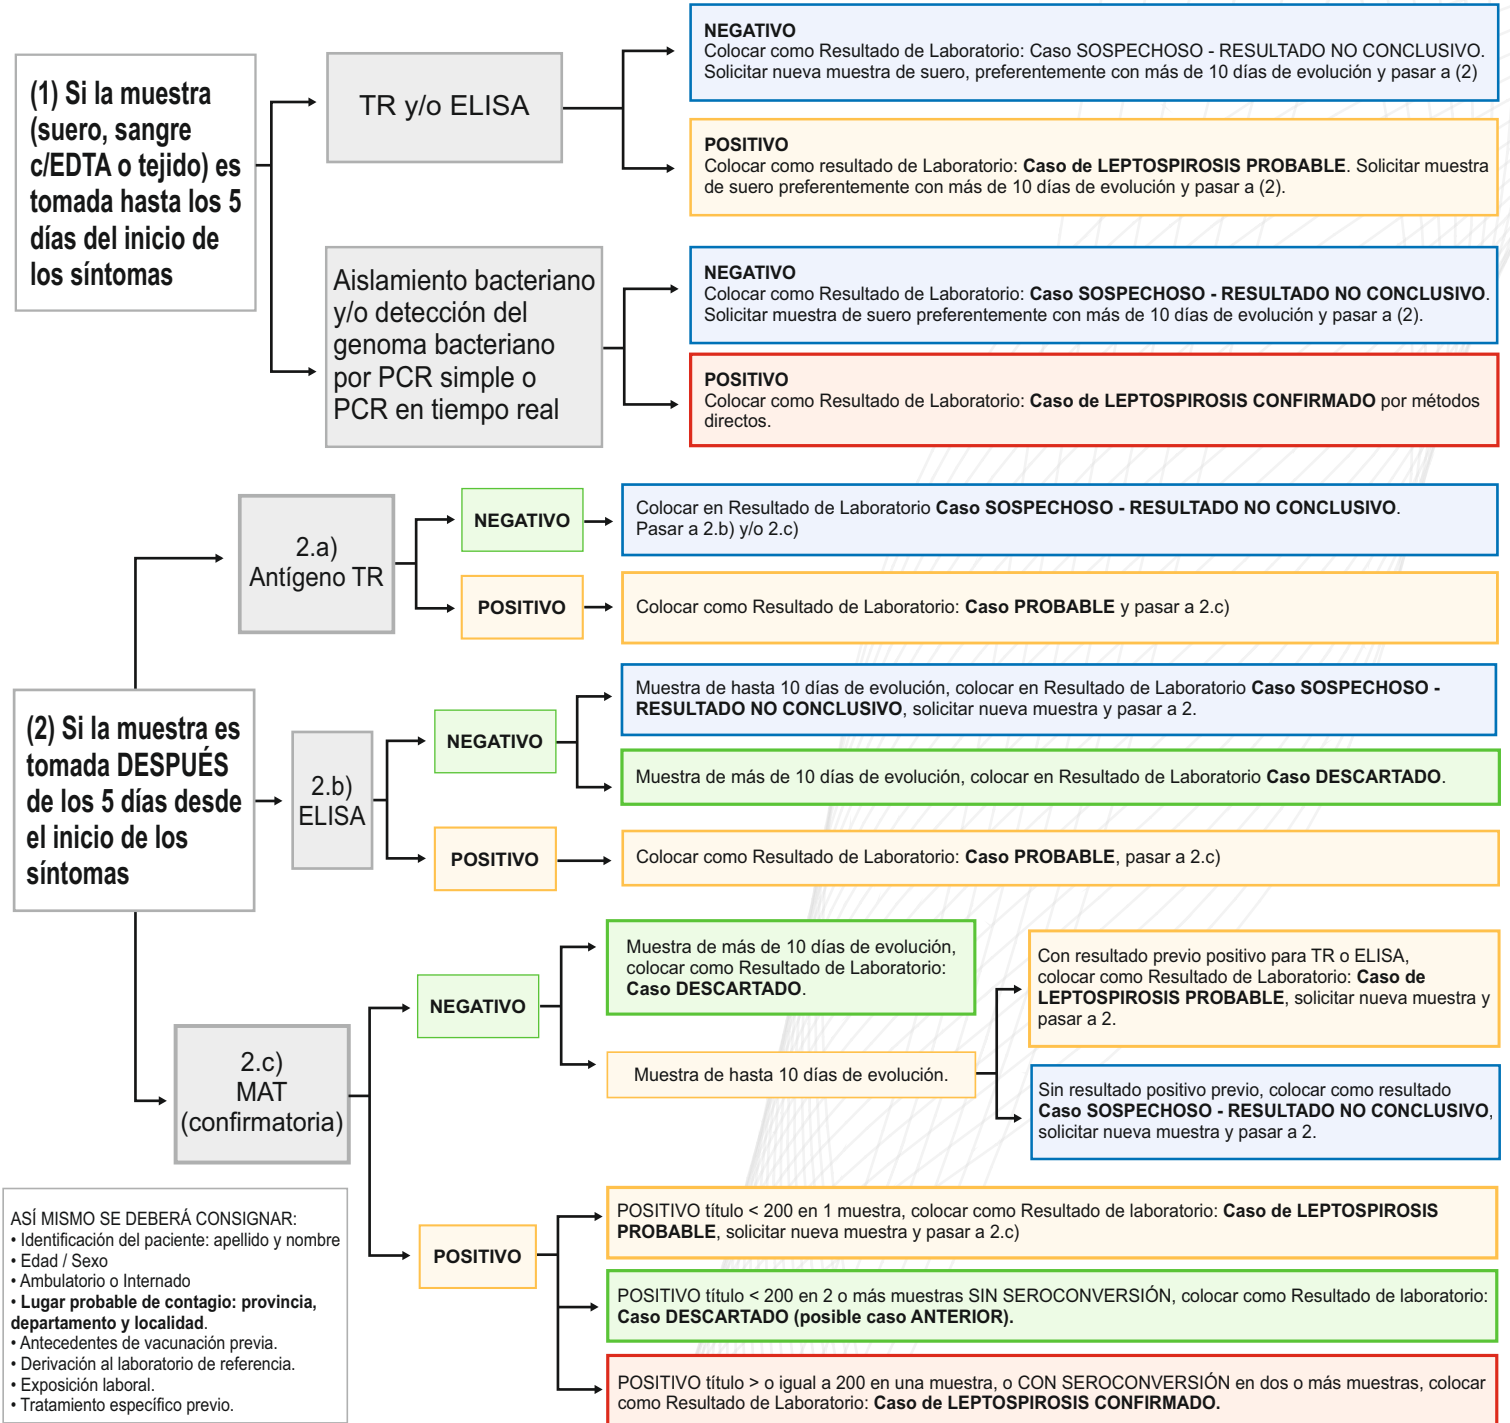 (1) Si la muestra
(suero, sangre
c/EDTA o tejido) es
tomada hasta los 5
días del inicio de
los síntomas
TR y/o ELISA
NEGATIVO
Colocar como Resultado de Laboratorio: Caso SOSPECHOSO - RESULTADO NO CONCLUSIVO.
Solicitar nueva muestra de suero, preferentemente con más de 10 días de evolución y pasar a (2)
POSITIVO
Colocar como resultado de Laboratorio: Caso de LEPTOSPIROSIS PROBABLE. Solicitar muestra
de suero preferentemente con más de 10 días de evolución y pasar a (2).
Aislamiento bacteriano
y/o detección del
genoma bacteriano
por PCR simple o
PCR en tiempo real
NEGATIVO
Colocar como Resultado de Laboratorio: Caso SOSPECHOSO - RESULTADO NO CONCLUSIVO.
Solicitar muestra de suero preferentemente con más de 10 días de evolución y pasar a (2).
POSITIVO
Colocar como Resultado de Laboratorio: Caso de LEPTOSPIROSIS CONFIRMADO por métodos
directos.
(2) Si la muestra es
tomada DESPUÉS
de los 5 días desde
el inicio de los
síntomas
2.a)
Antígeno TR
NEGATIVO
Colocar en Resultado de Laboratorio Caso SOSPECHOSO - RESULTADO NO CONCLUSIVO.
Pasar a 2.b) y/o 2.c)
POSITIVO
Colocar como Resultado de Laboratorio: Caso PROBABLE y pasar a 2.c)
2.b)
ELISA
NEGATIVO
Muestra de hasta 10 días de evolución, colocar en Resultado de Laboratorio Caso SOSPECHOSO -
RESULTADO NO CONCLUSIVO, solicitar nueva muestra y pasar a 2.
Muestra de más de 10 días de evolución, colocar en Resultado de Laboratorio Caso DESCARTADO.
POSITIVO
Colocar como Resultado de Laboratorio: Caso PROBABLE, pasar a 2.c)
2.c)
MAT
(confirmatoria)
NEGATIVO
Muestra de más de 10 días de evolución,
colocar como Resultado de Laboratorio:
Caso DESCARTADO.
Muestra de hasta 10 días de evolución.
Con resultado previo positivo para TR o ELISA,
colocar como Resultado de Laboratorio: Caso de
LEPTOSPIROSIS PROBABLE, solicitar nueva muestra y
pasar a 2.
Sin resultado positivo previo, colocar como resultado
Caso SOSPECHOSO - RESULTADO NO CONCLUSIVO,
solicitar nueva muestra y pasar a 2.
POSITIVO
POSITIVO título < 200 en 1 muestra, colocar como Resultado de laboratorio: Caso de LEPTOSPIROSIS
PROBABLE, solicitar nueva muestra y pasar a 2.c)
POSITIVO título < 200 en 2 o más muestras SIN SEROCONVERSIÓN, colocar como Resultado de laboratorio:
Caso DESCARTADO (posible caso ANTERIOR).
POSITIVO título > o igual a 200 en una muestra, o CON SEROCONVERSIÓN en dos o más muestras, colocar
como Resultado de Laboratorio: Caso de LEPTOSPIROSIS CONFIRMADO.
ASÍ MISMO SE DEBERÁ CONSIGNAR:
• Identificación del paciente: apellido y nombre
• Edad / Sexo
• Ambulatorio o Internado
• Lugar probable de contagio: provincia,
departamento y localidad.
• Antecedentes de vacunación previa.
• Derivación al laboratorio de referencia.
• Exposición laboral.
• Tratamiento específico previo.